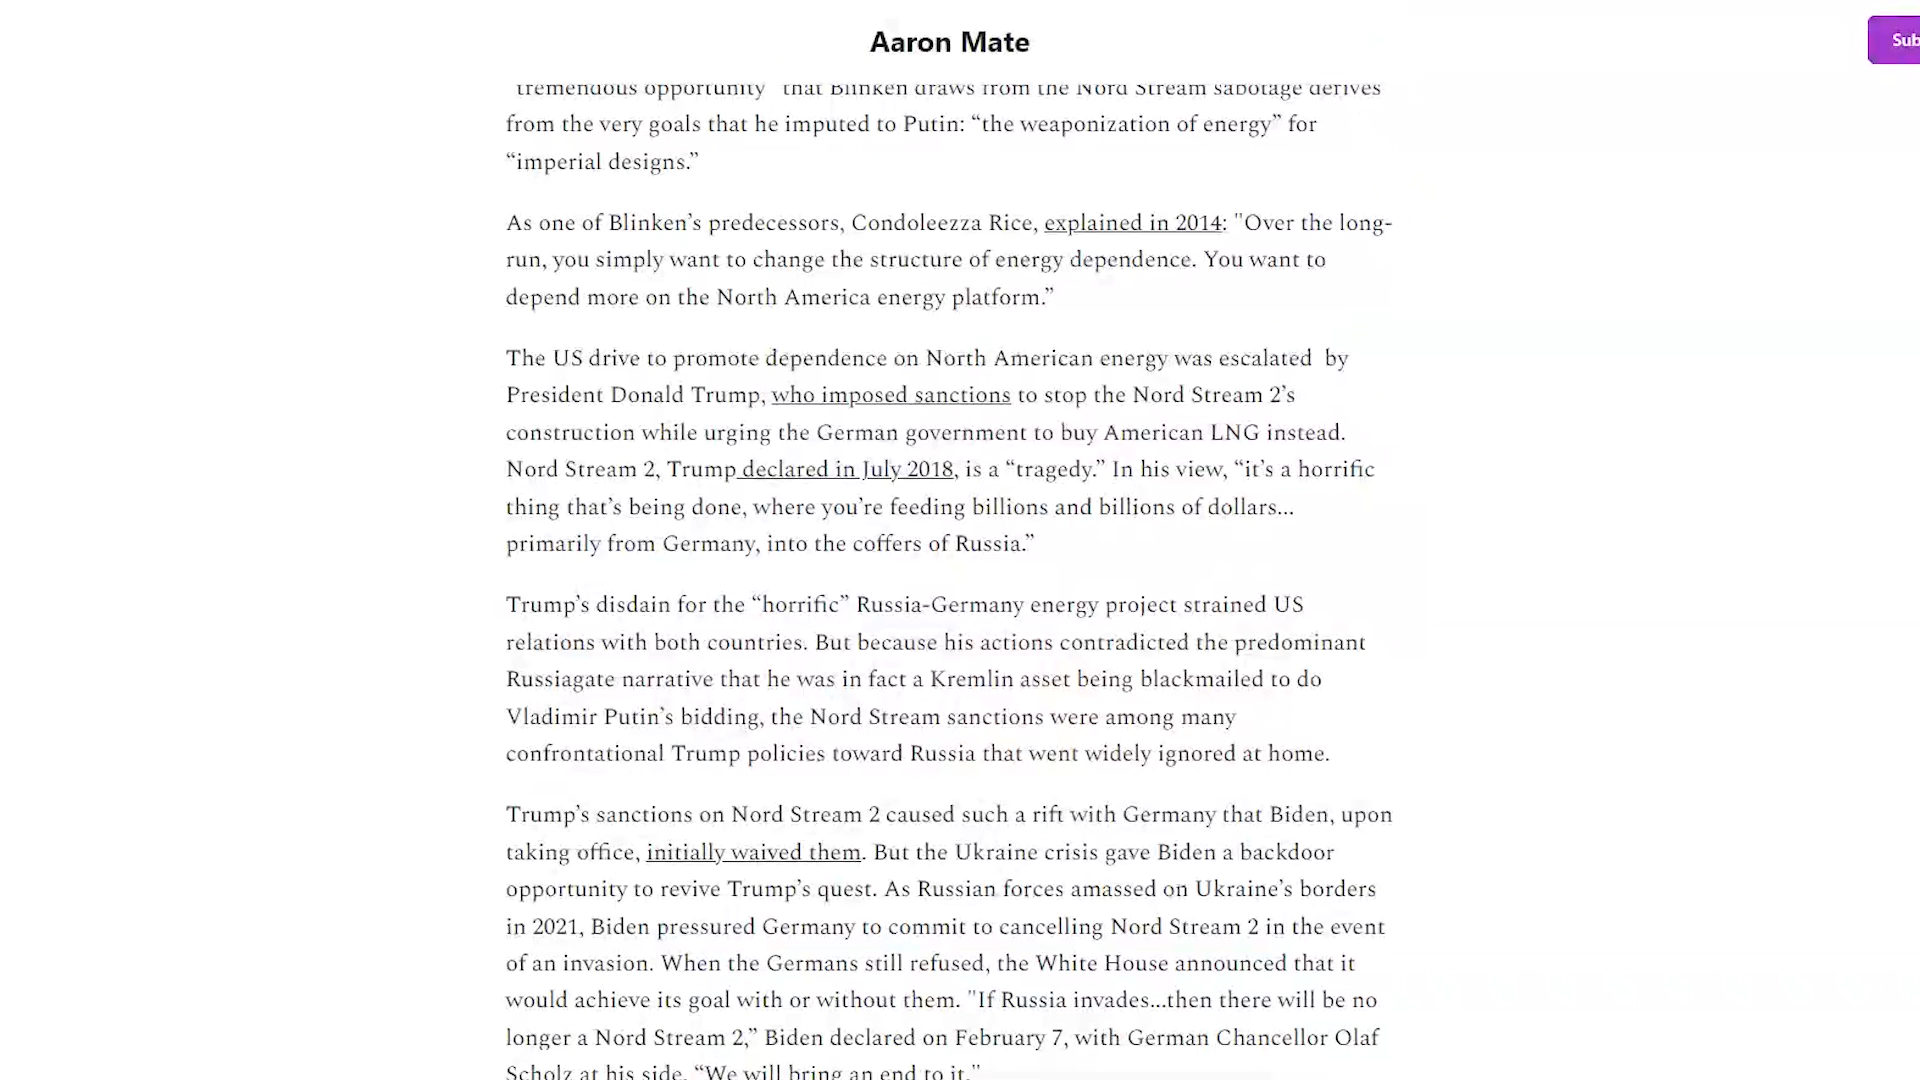 Aaron Mate
Sub
“tremendous opportunity” that Blinken draws from the Nord Stream sabotage derives
from the very goals that he imputed to Putin: “the weaponization of energy” for
“imperial designs.”
As one of Blinken’s predecessors, Condoleezza Rice, explained in 2014: "Over the long-
run, you simply want to change the structure of energy dependence. You want to
depend more on the North America energy platform.”
The US drive to promote dependence on North American energy was escalated  by
President Donald Trump, who imposed sanctions to stop the Nord Stream 2’s
construction while urging the German government to buy American LNG instead.
Nord Stream 2, Trump declared in July 2018, is a “tragedy.” In his view, “it’s a horrific
thing that’s being done, where you’re feeding billions and billions of dollars...
primarily from Germany, into the coffers of Russia.”
Trump’s disdain for the “horrific” Russia-Germany energy project strained US
relations with both countries. But because his actions contradicted the predominant
Russiagate narrative that he was in fact a Kremlin asset being blackmailed to do
Vladimir Putin’s bidding, the Nord Stream sanctions were among many
confrontational Trump policies toward Russia that went widely ignored at home.
Trump’s sanctions on Nord Stream 2 caused such a rift with Germany that Biden, upon
taking office, initially waived them. But the Ukraine crisis gave Biden a backdoor
opportunity to revive Trump’s quest. As Russian forces amassed on Ukraine’s borders
in 2021, Biden pressured Germany to commit to cancelling Nord Stream 2 in the event
of an invasion. When the Germans still refused, the White House announced that it
would achieve its goal with or without them. "If Russia invades...then there will be no
longer a Nord Stream 2,” Biden declared on February 7, with German Chancellor Olaf
Scholz at his side. “We will bring an end to it."